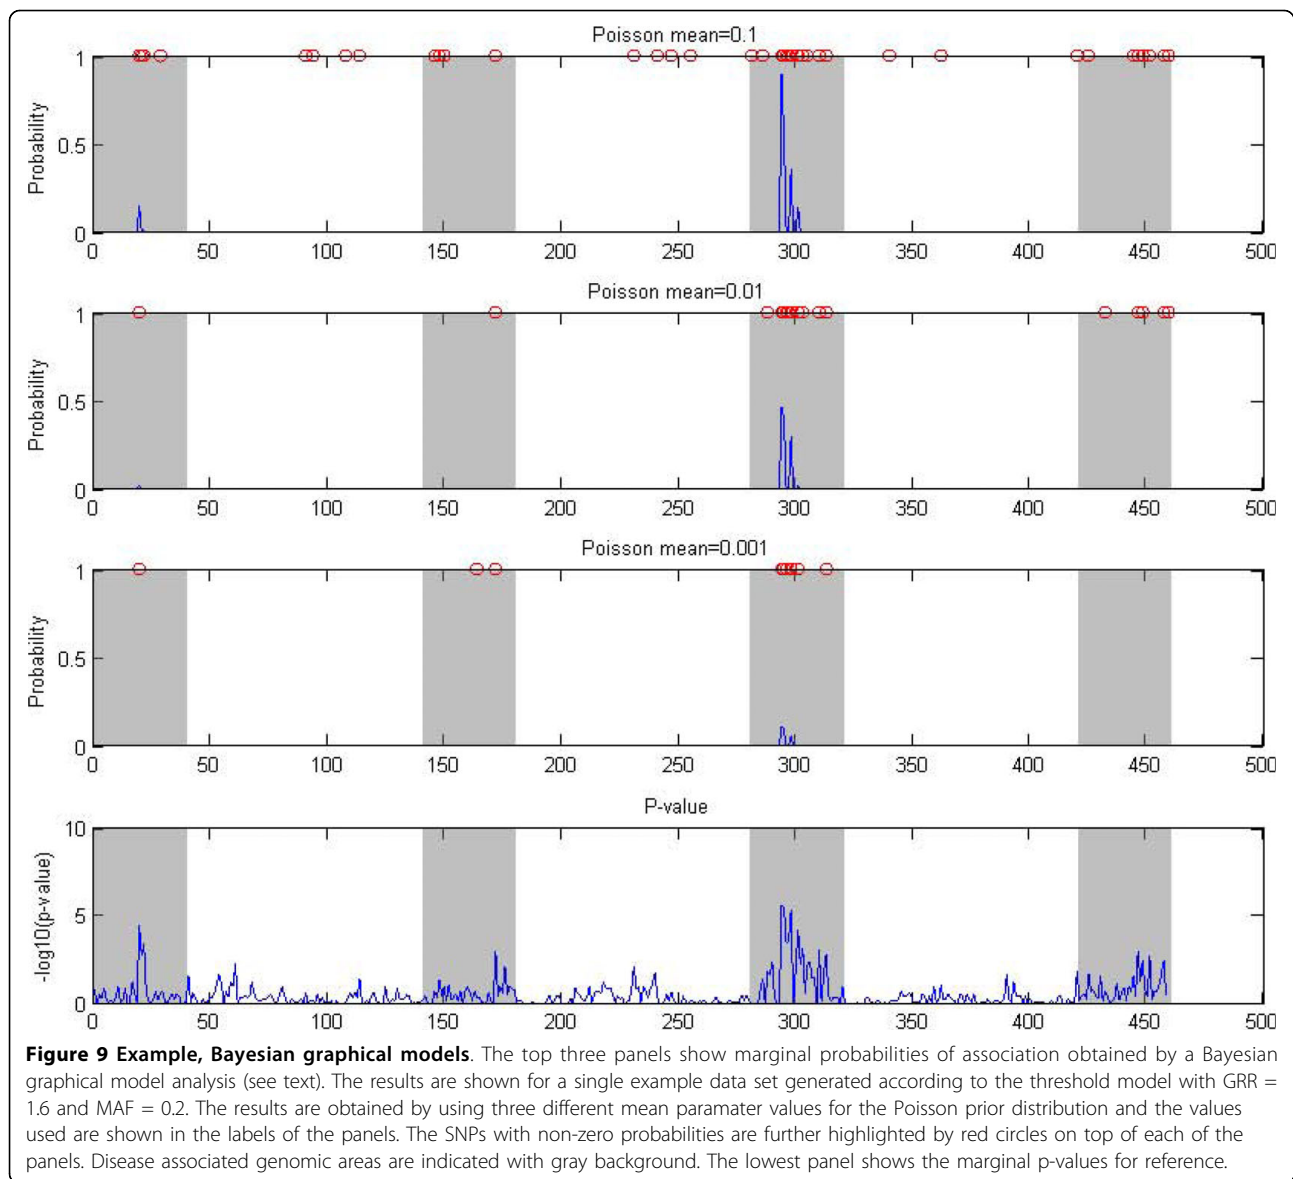 Poisson mean=0.1
1
0.5
0
Probability
0 50 100 150 200 250 300 350 400 450 500
Poisson mean=0.01
1
0.5
0
Probability
0 50 100 150 200 250 300 350 400 450 500
Poisson mean=0.001
1
0.5
0
Probability
0 50 100 150 200 250 300 350 400 450 500
P-value
10
5
0
-log10(p-value)
0 50 100 150 200 250 300 350 400 450 500
Figure 9 Example, Bayesian graphical models. The top three panels show marginal probabilities of association obtained by a Bayesian
graphical model analysis (see text). The results are shown for a single example data set generated according to the threshold model with GRR =
1.6 and MAF = 0.2. The results are obtained by using three different mean paramater values for the Poisson prior distribution and the values
used are shown in the labels of the panels. The SNPs with non-zero probabilities are further highlighted by red circles on top of each of the
panels. Disease associated genomic areas are indicated with gray background. The lowest panel shows the marginal p-values for reference.